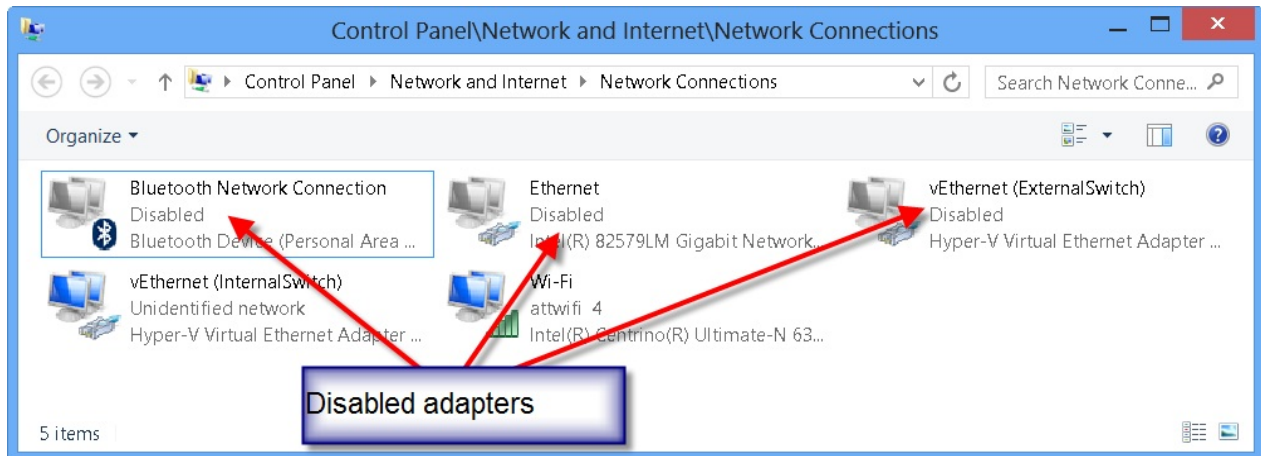 Control Panel\Network and Internet\Network Connections
Control Panel Network and Internet Network Connections
Search Network Conne...
Organize
Bluetooth Network Connection
Disabled
Bluetooth Device (Personal Area ...
Ethernet
Disabled
Intel(R) 82579LM Gigabit Network...
vEthernet (ExternalSwitch)
Disabled
Hyper-V Virtual Ethernet Adapter ...
vEthernet (InternalSwitch)
Unidentified network
Hyper-V Virtual Ethernet Adapter ...
Wi-Fi
attwifi 4
Intel(R) Centrino(R) Ultimate-N 63...
Disabled adapters
5 items